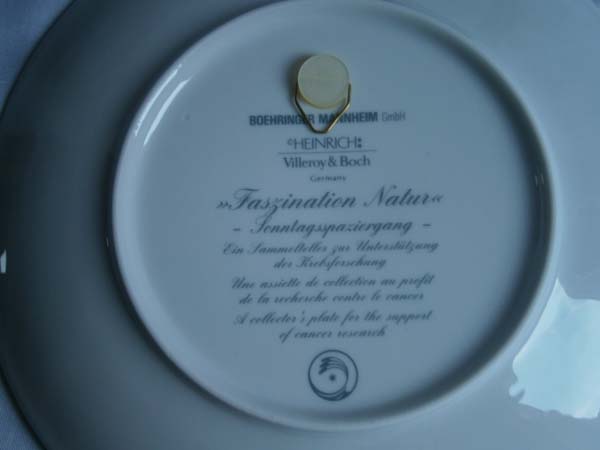 BOEHRINGER MANNHEIM GmbH
©HEINRICH
Villeroy & Boch
Germany
»Faszination Natur«
- Sonntagsspaziergang -
Ein Sammelteller zur Unterstützung
der Krebsforschung
Une assiette de collection au profit
de la recherche contre le cancer
A collector's plate for the support
of cancer research